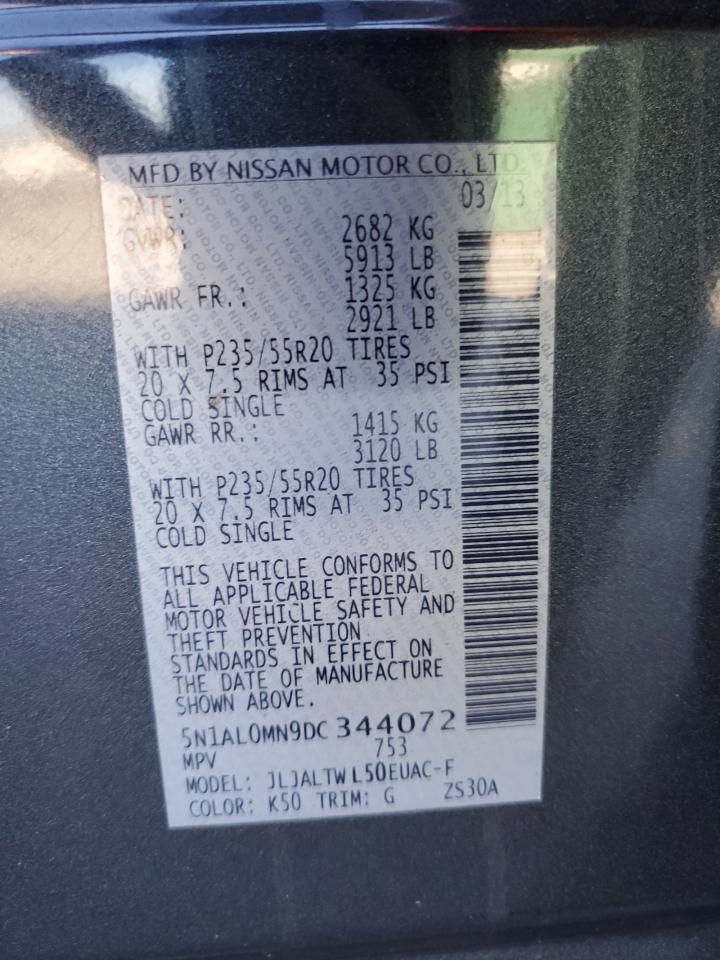 MFD BY NISSAN MOTOR CO., LTD.
DATE: 03/13
GVWR: 2682 KG
5913 LB
GAWR FR.: 1325 KG
2921 LB
WITH P235/55R20 TIRES
20 X 7.5 RIMS AT 35 PSI
COLD SINGLE
GAWR RR.: 1415 KG
3120 LB
WITH P235/55R20 TIRES
20 X 7.5 RIMS AT 35 PSI
COLD SINGLE
THIS VEHICLE CONFORMS TO
ALL APPLICABLE FEDERAL
MOTOR VEHICLE SAFETY AND
THEFT PREVENTION
STANDARDS IN EFFECT ON
THE DATE OF MANUFACTURE
SHOWN ABOVE.
5N1AL0MN9DC 344072
MPV 753
MODEL: JLJALTWL50EUAC-F
COLOR: K50 TRIM: G ZS30A